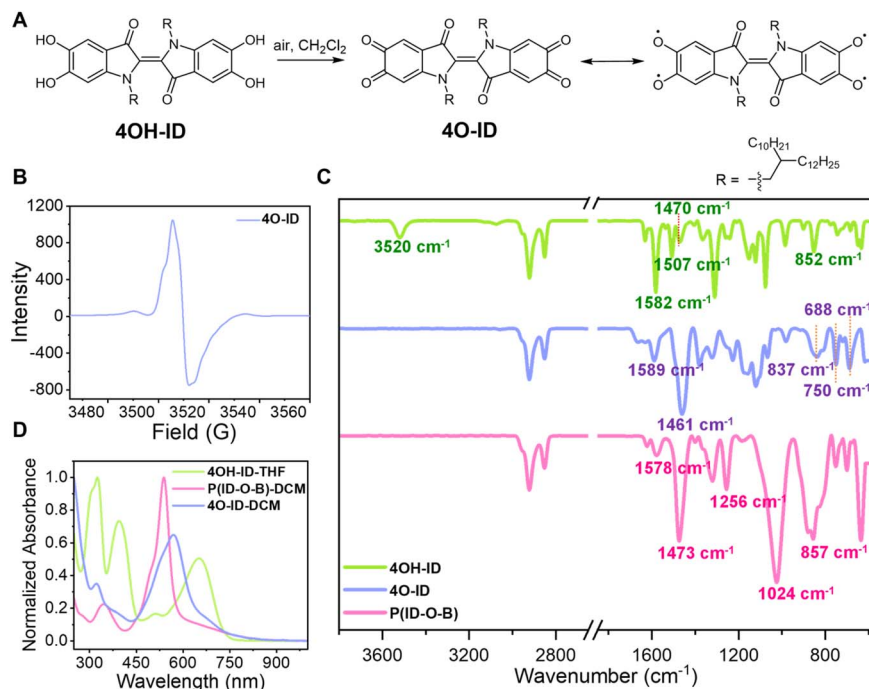 A
HO
HO
O
R
N
N
R
O
OH
OH
air, CH2Cl2
O
O
O
R
N
N
R
O
O
O
•O
•O
O
R
N
N
R
O
O•
O•
4OH-ID
4O-ID
R =
C10H21
C12H25
B
1200
800
400
0
-400
-800
Intensity
4O-ID
3480 3500 3520 3540 3560
Field (G)
C
3520 cm-1
1470 cm-1
1507 cm-1
1582 cm-1
852 cm-1
688 cm-1
1589 cm-1
837 cm-1
750 cm-1
1461 cm-1
1578 cm-1
1256 cm-1
1473 cm-1
857 cm-1
1024 cm-1
4OH-ID
4O-ID
P(ID-O-B)
3600 3200 2800 1600 1200 800
Wavenumber (cm-1)
D
1.0
0.8
0.6
0.4
0.2
0.0
Normalized Absorbance
4OH-ID-THF
P(ID-O-B)-DCM
4O-ID-DCM
300 450 600 750 900
Wavelength (nm)